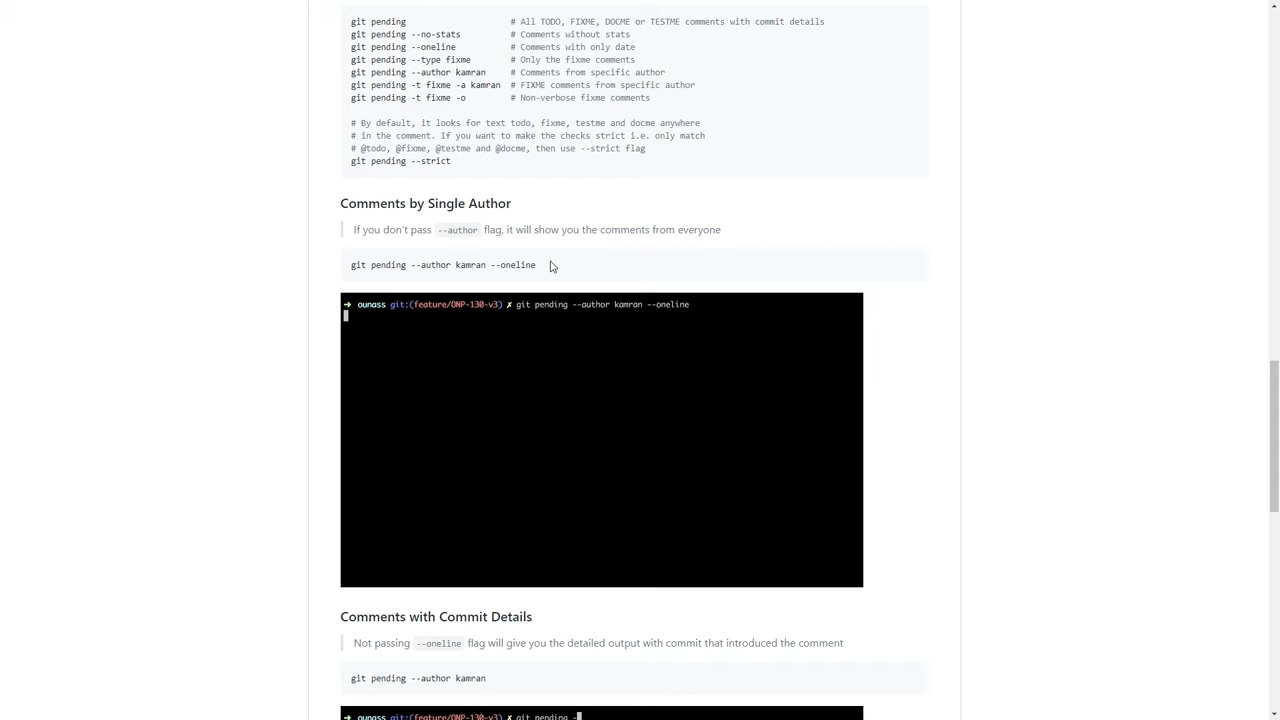 git pending # All TODO, FIXME, DOCME or TESTME comments with commit details
git pending --no-stats # Comments without stats
git pending --oneline # Comments with only date
git pending --type fixme # Only the fixme comments
git pending --author kamran # Comments from specific author
git pending -t fixme -a kamran # FIXME comments from specific author
git pending -t fixme -o # Non-verbose fixme comments
# By default, it looks for text todo, fixme, testme and docme anywhere
# in the comment. If you want to make the checks strict i.e. only match
# @todo, @fixme, @testme and @docme, then use --strict flag
git pending --strict
Comments by Single Author
If you don't pass --author flag, it will show you the comments from everyone
git pending --author kamran --oneline
➜ ounass git:(feature/ONP-130-v3) ✗ git pending --author kamran --oneline
Comments with Commit Details
Not passing --oneline flag will give you the detailed output with commit that introduced the comment
git pending --author kamran
➜ ounass git:(feature/ONP-130-v3) ✗ git pending -